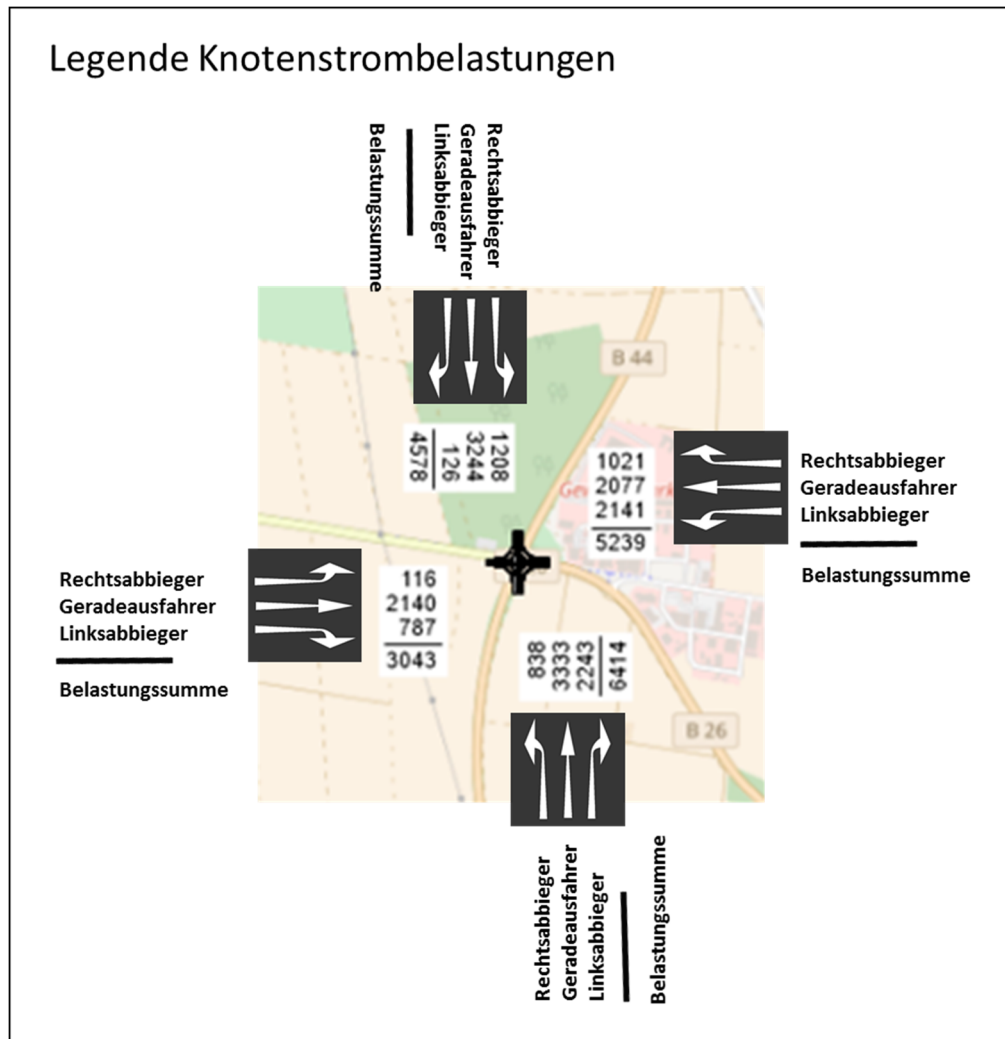 Legende Knotenstrombelastungen
Belastungssumme
Linksabbieger
Geradeausfahrer
Rechtsabbieger
B 44
4578
126
3244
1208
1021
2077
2141
5239
Rechtsabbieger
Geradeausfahrer
Linksabbieger
Belastungssumme
Rechtsabbieger
Geradeausfahrer
Linksabbieger
Belastungssumme
116
2140
787
3043
838
3333
2243
6414
B 26
Rechtsabbieger
Geradeausfahrer
Linksabbieger
Belastungssumme